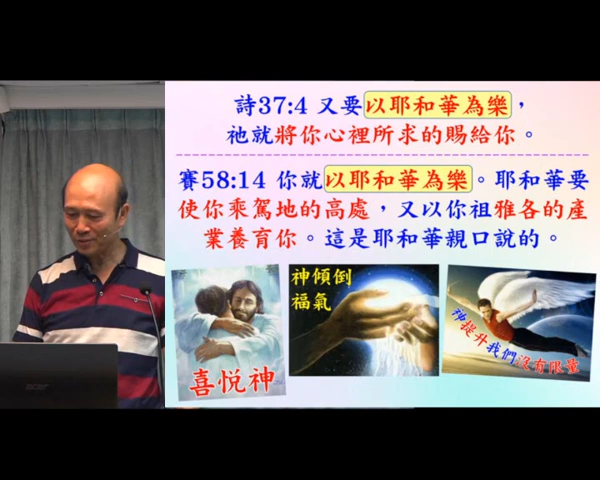 詩37:4 又要以耶和華為樂，
祂就將你心裡所求的賜給你。
賽58:14 你就以耶和華為樂。耶和華要
使你乘駕地的高處，又以你祖雅各的產
業養育你。這是耶和華親口說的。
喜悅神
神傾倒
福氣
神提升我們沒有限量
acer